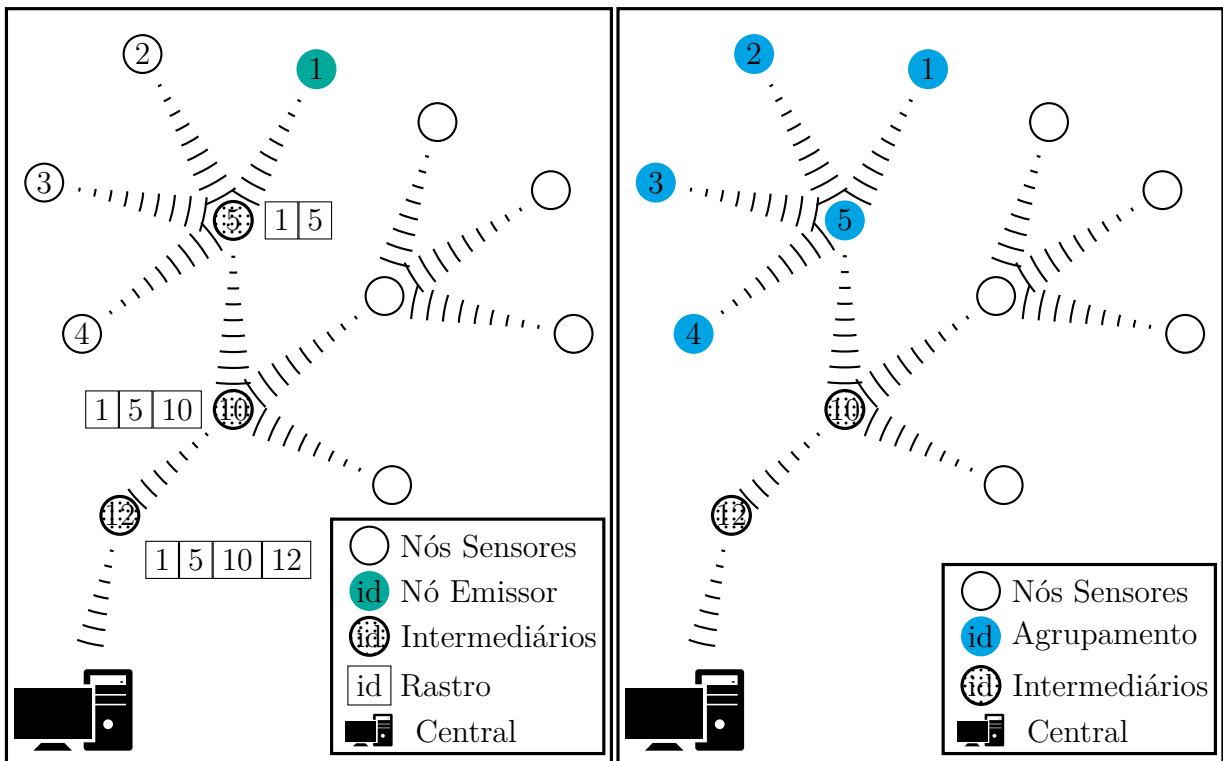 2
1
3
5
1 5
4
1 5 10
10
12
1 5 10 12
Nós Sensores
id Nó Emissor
id Intermediários
id Rastro
Central
2
1
3
5
4
10
12
Nós Sensores
id Agrupamento
id Intermediários
Central